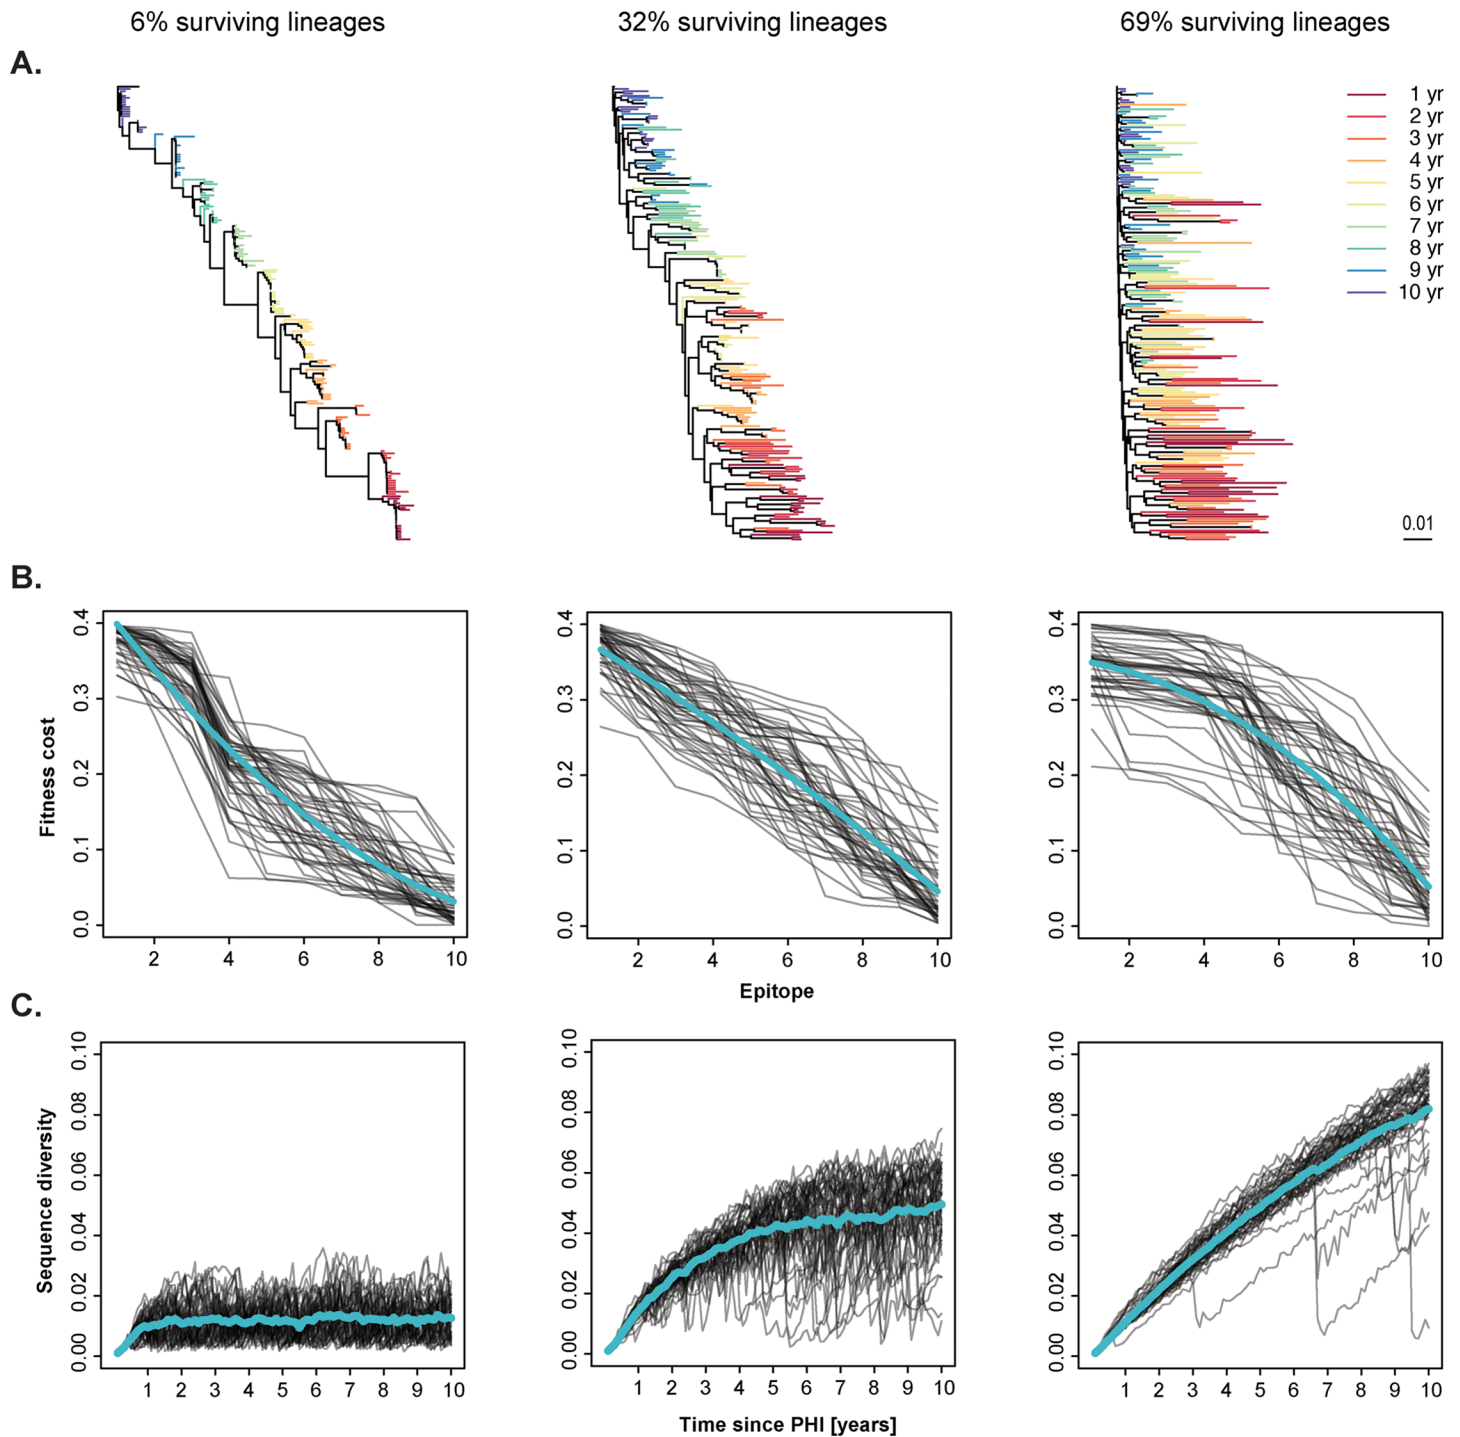 6% surviving lineages
32% surviving lineages
69% surviving lineages
A.
1 yr
2 yr
3 yr
4 yr
5 yr
6 yr
7 yr
8 yr
9 yr
10 yr
0.01
B.
Fitness cost
0.4
0.3
0.2
0.1
0.0
2 4 6 8 10
0.4
0.3
0.2
0.1
0.0
2 4 6 8 10
0.4
0.3
0.2
0.1
0.0
2 4 6 8 10
Epitope
C.
Sequence diversity
0.10
0.08
0.06
0.04
0.02
0.00
1 2 3 4 5 6 7 8 9 10
0.10
0.08
0.06
0.04
0.02
0.00
1 2 3 4 5 6 7 8 9 10
0.10
0.08
0.06
0.04
0.02
0.00
1 2 3 4 5 6 7 8 9 10
Time since PHI [years]